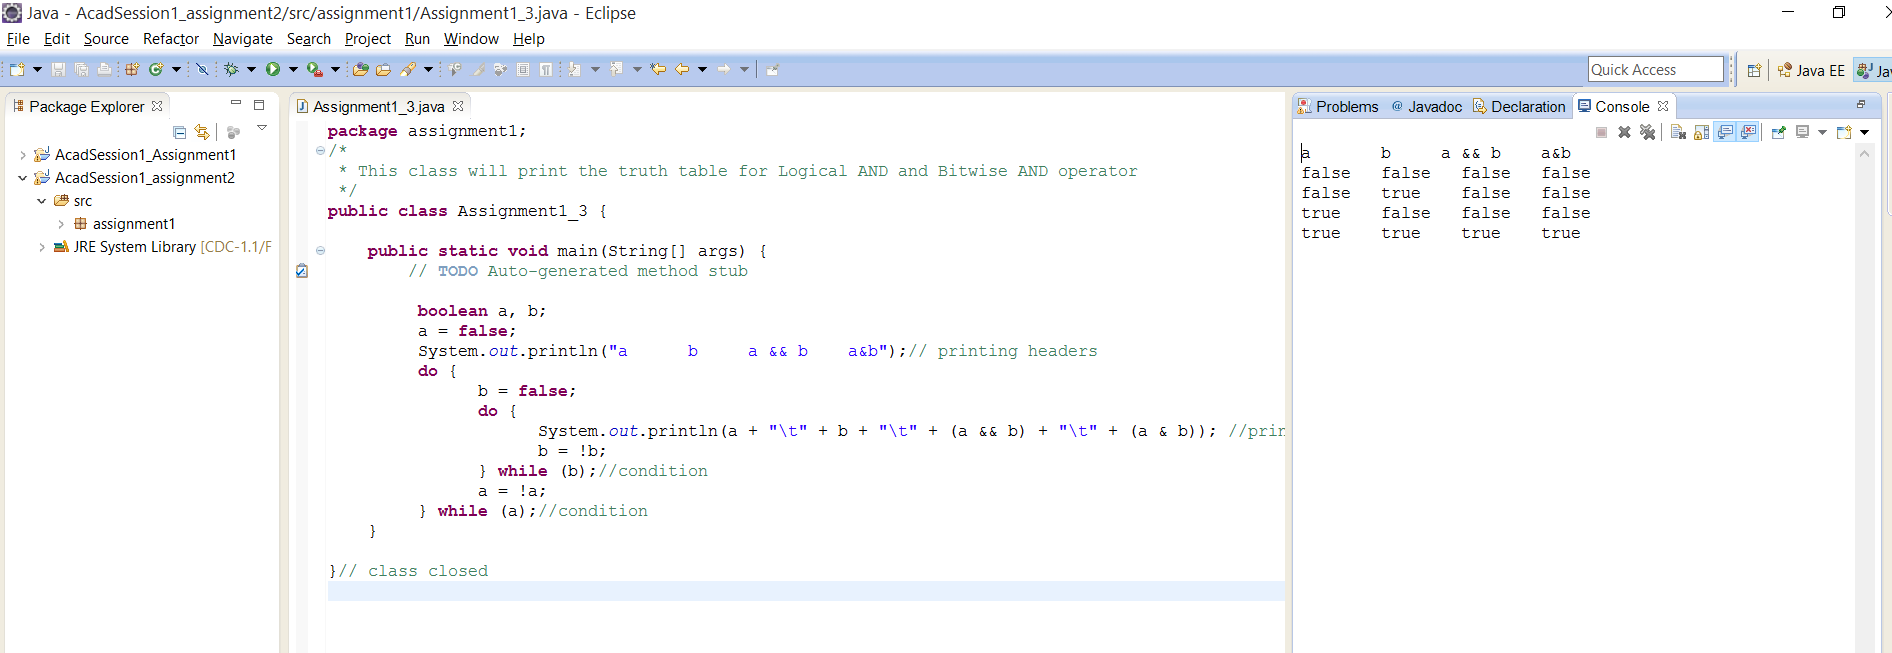 Java - AcadSession1_assignment2/src/assignment1/Assignment1_3.java - Eclipse
File Edit Source Refactor Navigate Search Project Run Window Help
Quick Access
Java EE
Package Explorer
AcadSession1_Assignment1
AcadSession1_assignment2
src
assignment1
JRE System Library [CDC-1.1/F
Assignment1_3.java
package assignment1;
/*
 * This class will print the truth table for Logical AND and Bitwise AND operator
 */
public class Assignment1_3 {
    public static void main(String[] args) {
        // TODO Auto-generated method stub
         boolean a, b;
         a = false;
         System.out.println("a      b     a && b    a&b");// printing headers
         do {
               b = false;
               do {
                     System.out.println(a + "\t" + b + "\t" + (a && b) + "\t" + (a & b)); //prin
                     b = !b;
               } while (b);//condition
               a = !a;
         } while (a);//condition
    }
}// class closed
Problems @ Javadoc Declaration Console
a       b     a && b    a&b
false   false   false   false
false   true    false   false
true    false   false   false
true    true    true    true